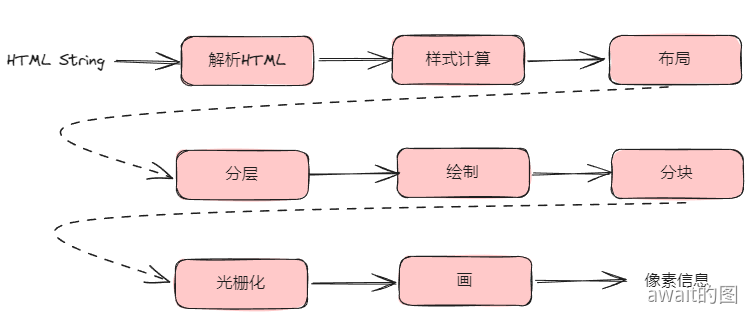 HTML String
解析HTML
样式计算
布局
分层
绘制
分块
光栅化
画
像素信息
await的图